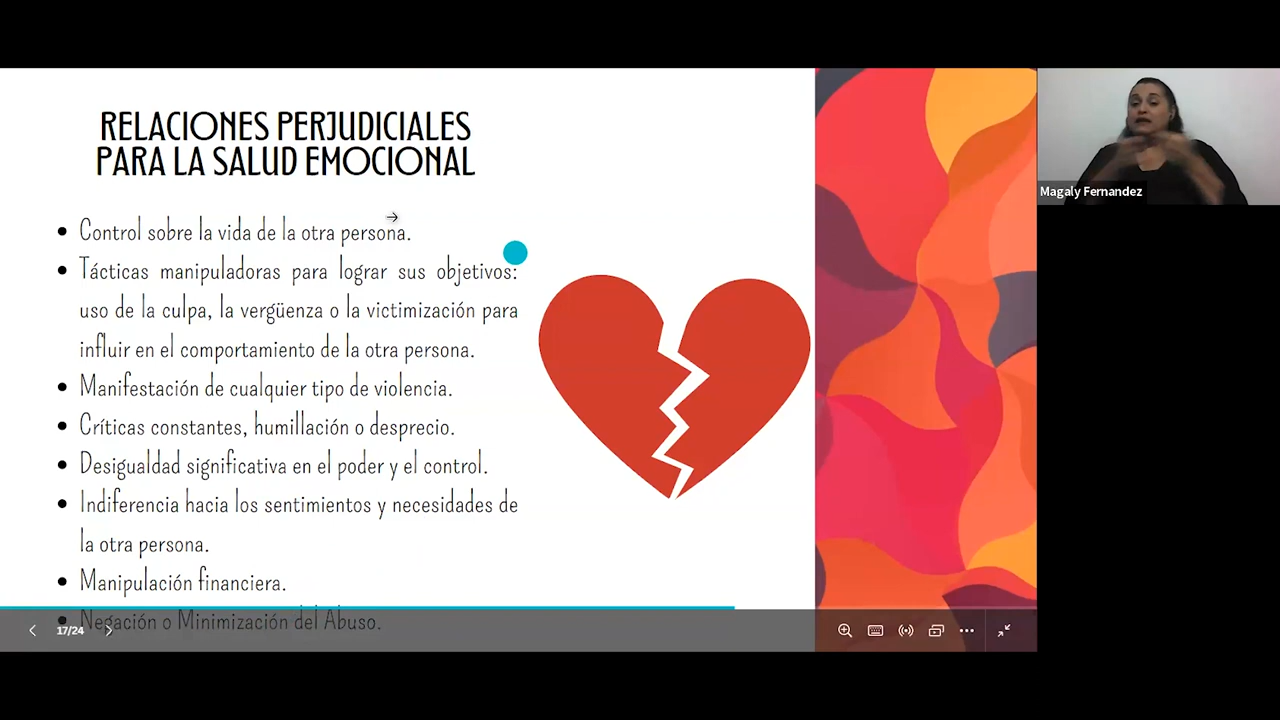 RELACIONES PERJUDICIALES
PARA LA SALUD EMOCIONAL
Control sobre la vida de la otra persona.
Tácticas manipuladoras para lograr sus objetivos:
uso de la culpa, la vergüenza o la victimización para
influir en el comportamiento de la otra persona.
Manifestación de cualquier tipo de violencia.
Críticas constantes, humillación o desprecio.
Desigualdad significativa en el poder y el control.
Indiferencia hacia los sentimientos y necesidades de
la otra persona.
Manipulación financiera.
Negación o Minimización del Abuso.
17/24
Magaly Fernandez